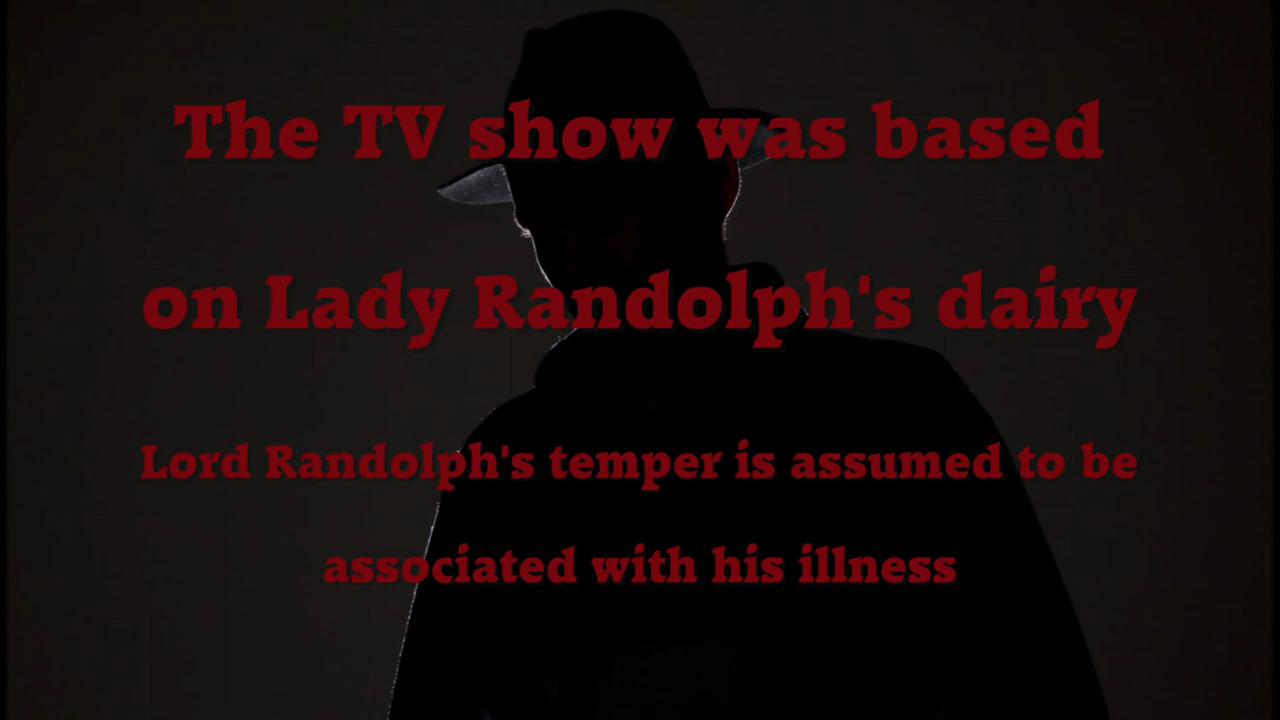 The TV show was based
on Lady Randolph's dairy
Lord Randolph's temper is assumed to be
associated with his illness